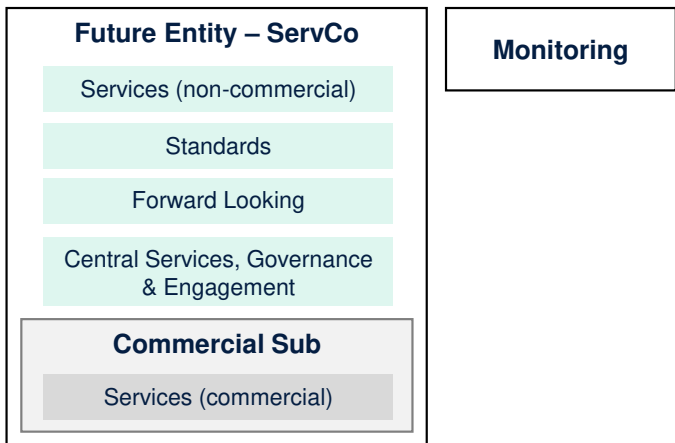 Future Entity – ServCo
Services (non-commercial)
Standards
Forward Looking
Central Services, Governance
& Engagement
Commercial Sub
Services (commercial)
Monitoring